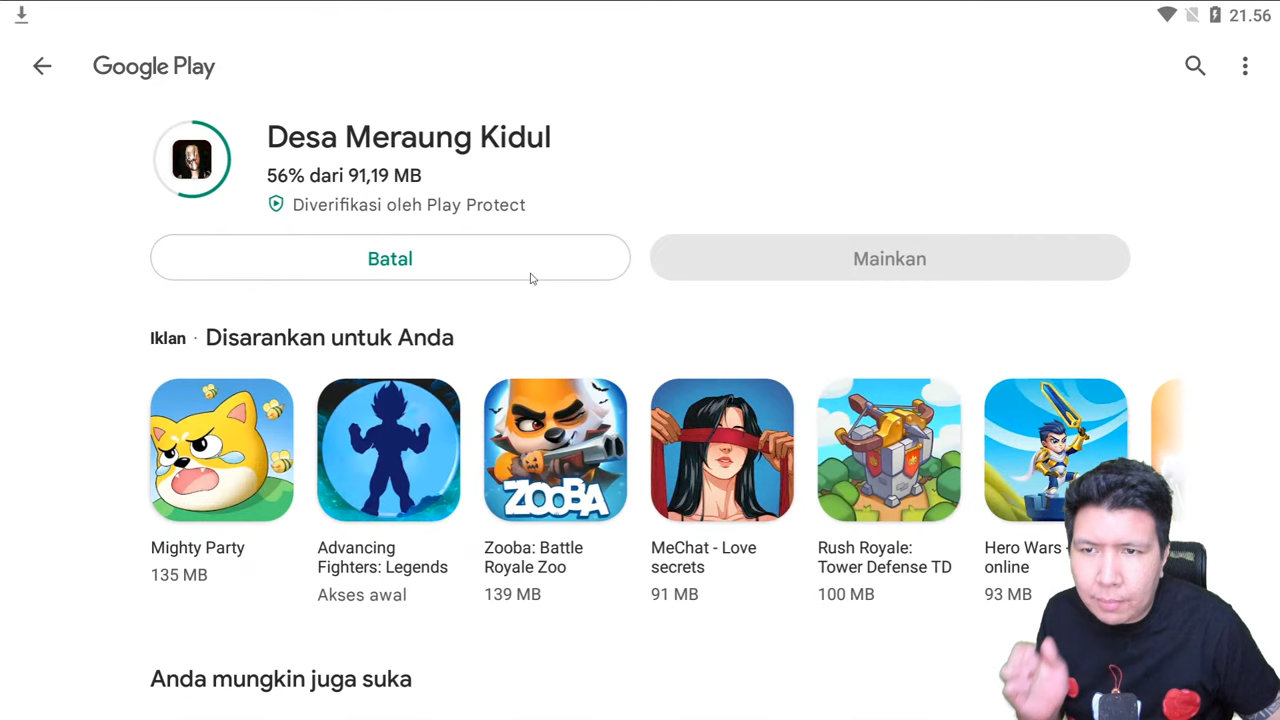 21.56
Google Play
Desa Meraung Kidul
56% dari 91,19 MB
Diverifikasi oleh Play Protect
Batal
Mainkan
Iklan · Disarankan untuk Anda
ZOOBA
Mighty Party
135 MB
Advancing
Fighters: Legends
Akses awal
Zooba: Battle
Royale Zoo
139 MB
MeChat - Love
secrets
91 MB
Rush Royale:
Tower Defense TD
100 MB
Hero Wars -
online
93 MB
Anda mungkin juga suka